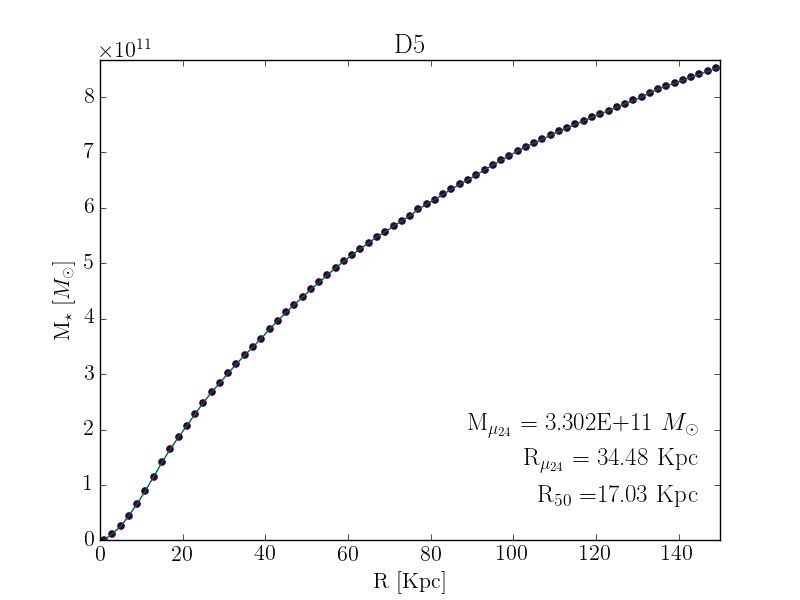 D5
×10¹¹
8
7
6
5
4
3
2
1
0
M⋆ [M⊙]
M_μ24 = 3.302E+11 M⊙
R_μ24 = 34.48 Kpc
R₅₀ =17.03 Kpc
0 20 40 60 80 100 120 140
R [Kpc]